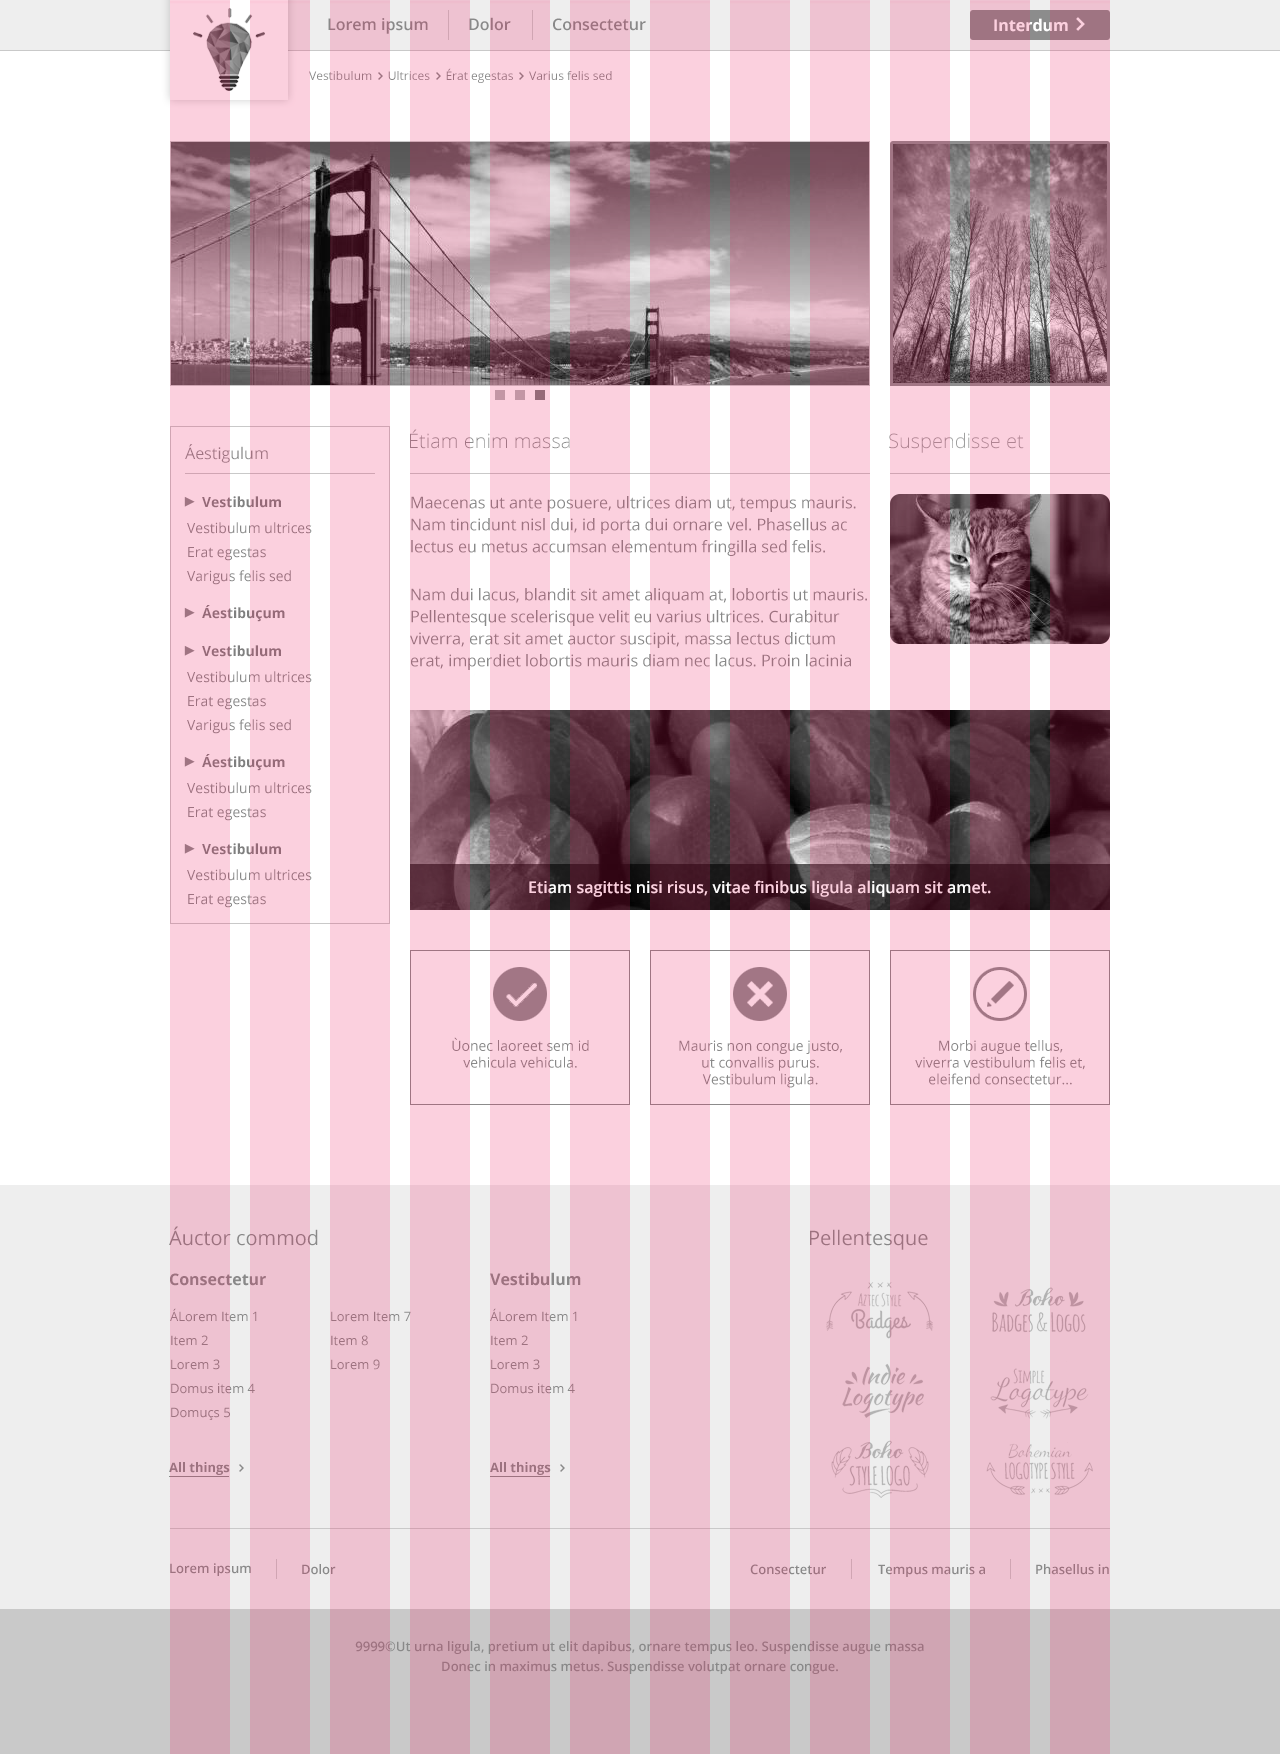 Lorem ipsum
Dolor
Consectetur
Interdum
Vestibulum > Ultrices > Érat egestas > Varius felis sed
Áestigulum
Vestibulum
Vestibulum ultrices
Erat egestas
Varigus felis sed
Áestibuçum
Vestibulum
Vestibulum ultrices
Erat egestas
Varigus felis sed
Áestibuçum
Vestibulum ultrices
Erat egestas
Vestibulum
Vestibulum ultrices
Erat egestas
Étiam enim massa
Maecenas ut ante posuere, ultrices diam ut, tempus mauris.
Nam tincidunt nisl dui, id porta dui ornare vel. Phasellus ac
lectus eu metus accumsan elementum fringilla sed felis.
Nam dui lacus, blandit sit amet aliquam at, lobortis ut mauris.
Pellentesque scelerisque velit eu varius ultrices. Curabitur
viverra, erat sit amet auctor suscipit, massa lectus dictum
erat, imperdiet lobortis mauris diam nec lacus. Proin lacinia
Suspendisse et
Etiam sagittis nisi risus, vitae finibus ligula aliquam sit amet.
Ùonec laoreet sem id
vehicula vehicula.
Mauris non congue justo,
ut convallis purus.
Vestibulum ligula.
Morbi augue tellus,
viverra vestibulum felis et,
eleifend consectetur...
Áuctor commod
Consectetur
ÁLorem Item 1
Item 2
Lorem 3
Domus item 4
Domuçs 5
Lorem Item 7
Item 8
Lorem 9
All things >
Vestibulum
ÁLorem Item 1
Item 2
Lorem 3
Domus item 4
All things >
Pellentesque
Aztec Style
Badges
Boho
Badges & Logos
Indie
Logotype
Simple
Logotype
Boho
Style Logo
Bohemian
Logotype Style
Lorem ipsum
Dolor
Consectetur
Tempus mauris a
Phasellus in
9999©Ut urna ligula, pretium ut elit dapibus, ornare tempus leo. Suspendisse augue massa
Donec in maximus metus. Suspendisse volutpat ornare congue.